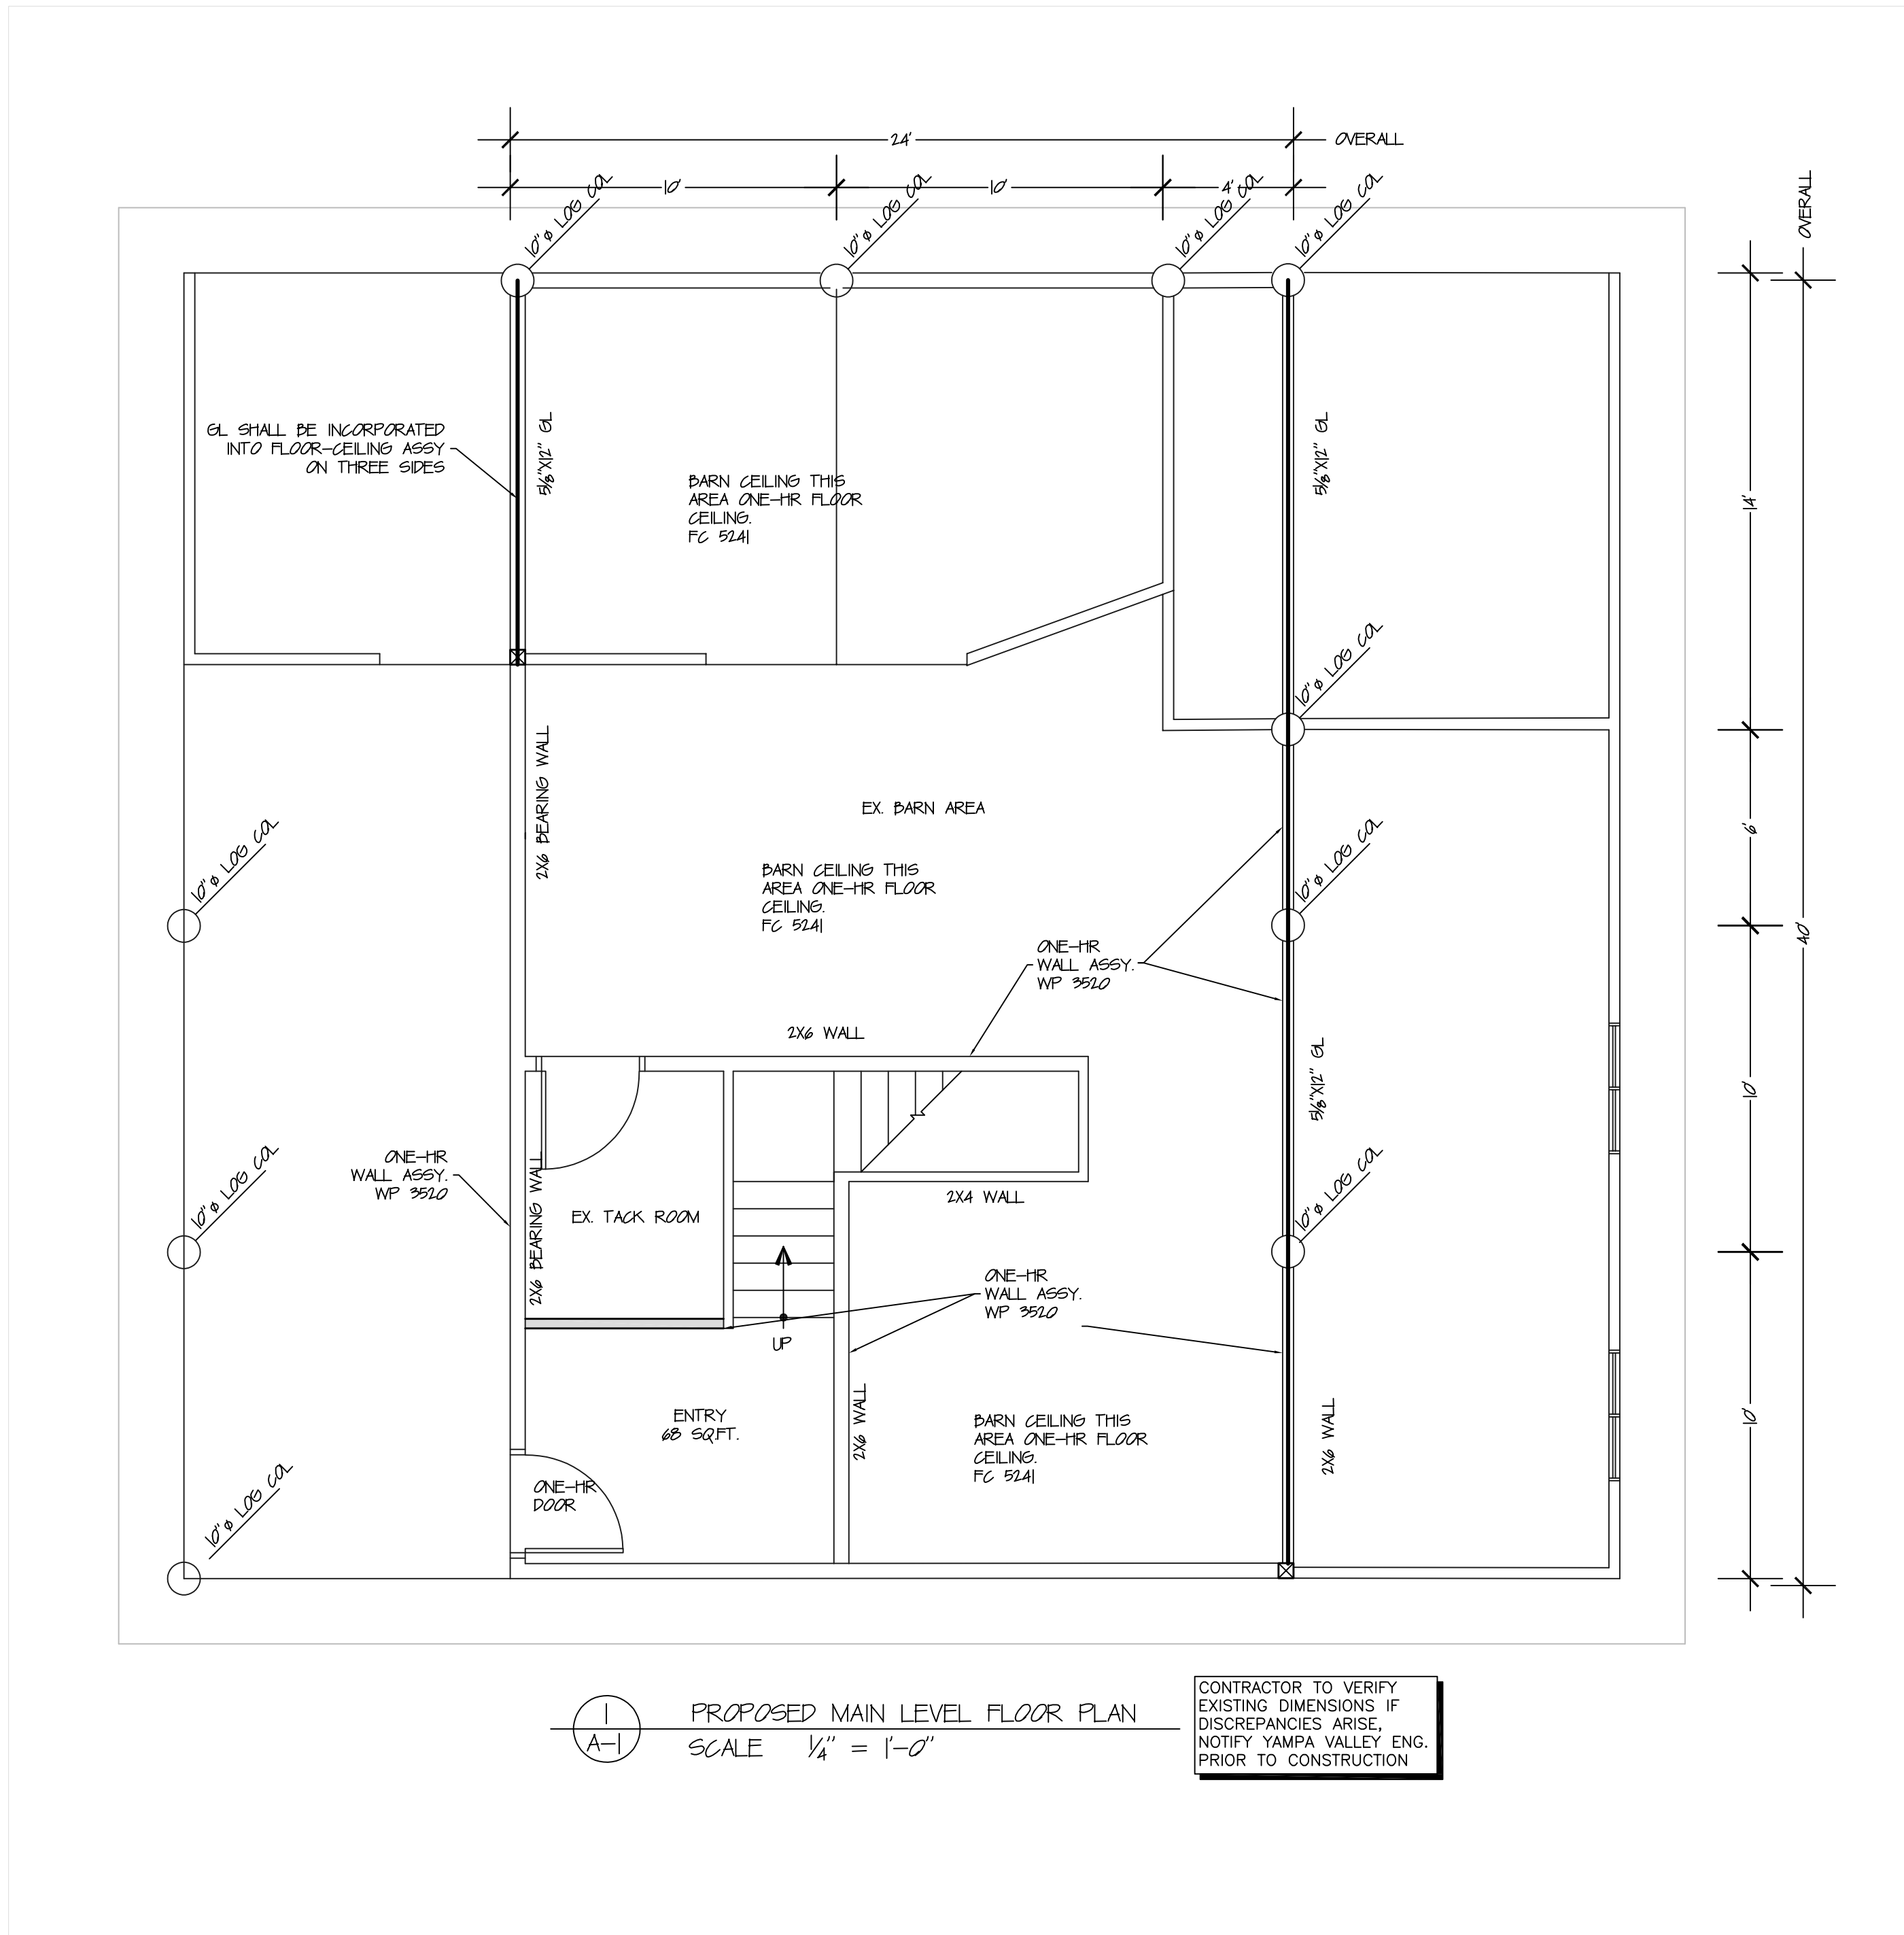 24'
OVERALL
10'
10'
4'
10"ø LOG COL
10"ø LOG COL
10"ø LOG COL
10"ø LOG COL
OVERALL
GL SHALL BE INCORPORATED
INTO FLOOR-CEILING ASSY
ON THREE SIDES
5⅛"X12" GL
BARN CEILING THIS
AREA ONE-HR FLOOR
CEILING.
FC 5241
5⅛"X12" GL
14'
10"ø LOG COL
2X6 BEARING WALL
EX. BARN AREA
6'
10"ø LOG COL
10"ø LOG COL
BARN CEILING THIS
AREA ONE-HR FLOOR
CEILING.
FC 5241
40'
ONE-HR
WALL ASSY.
WP 3520
2X6 WALL
5⅛"X12" GL
10'
ONE-HR
WALL ASSY.
WP 3520
10"ø LOG COL
2X6 BEARING WALL
EX. TACK ROOM
2X4 WALL
10"ø LOG COL
ONE-HR
WALL ASSY.
WP 3520
UP
ENTRY
68 SQ.FT.
2X6 WALL
BARN CEILING THIS
AREA ONE-HR FLOOR
CEILING.
FC 5241
2X6 WALL
10'
10"ø LOG COL
ONE-HR
DOOR
1
A-1
PROPOSED MAIN LEVEL FLOOR PLAN
SCALE ¼" = 1'-0"
CONTRACTOR TO VERIFY
EXISTING DIMENSIONS IF
DISCREPANCIES ARISE,
NOTIFY YAMPA VALLEY ENG.
PRIOR TO CONSTRUCTION